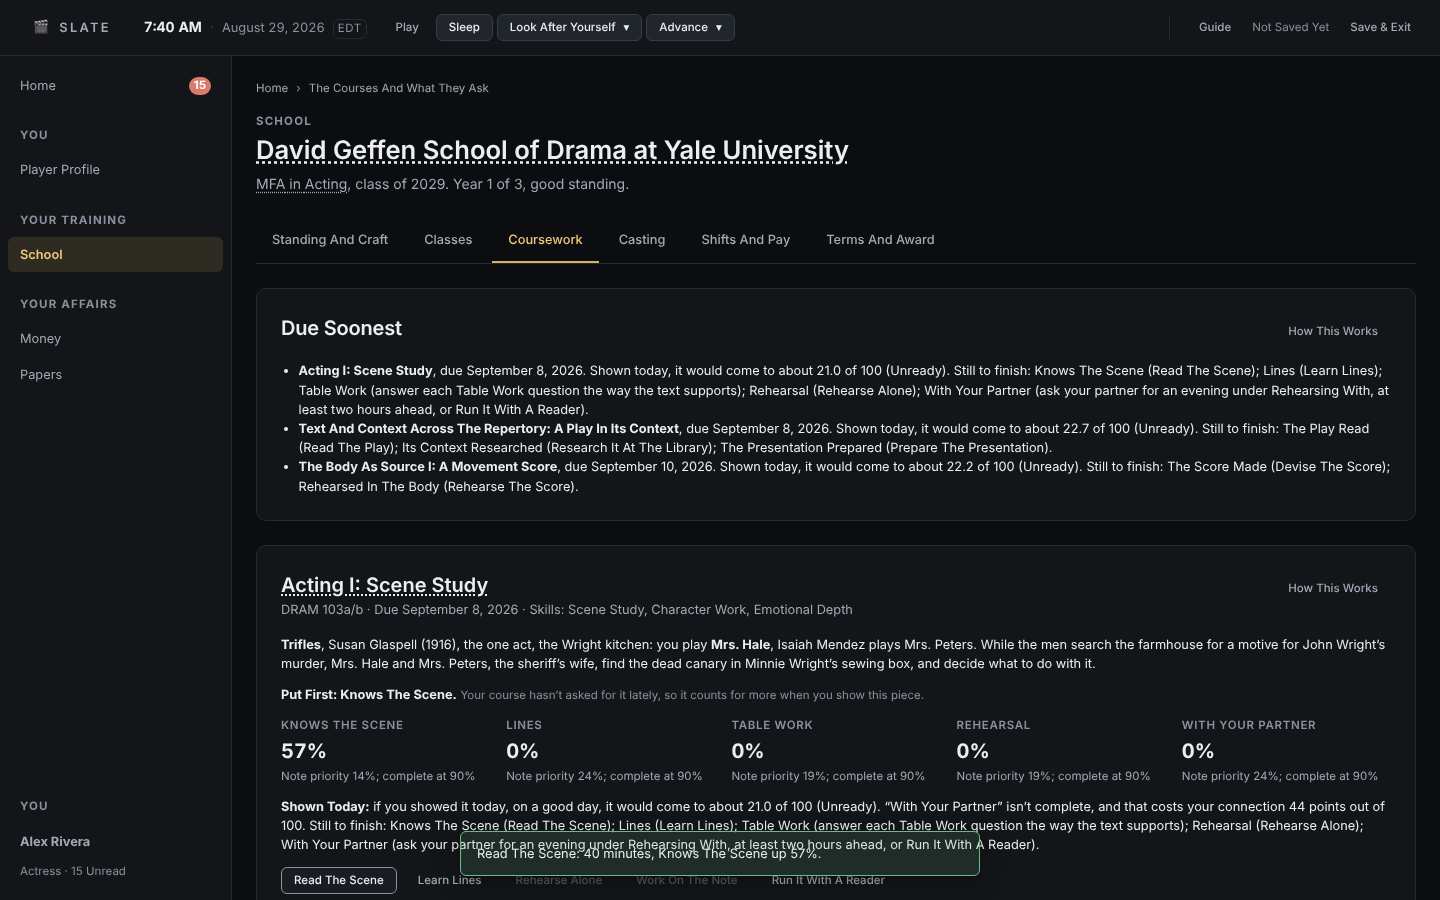 SLATE
7:40 AM · August 29, 2026 EDT
Play
Sleep
Look After Yourself ▾
Advance ▾
Guide
Not Saved Yet
Save & Exit
Home
15
YOU
Player Profile
YOUR TRAINING
School
YOUR AFFAIRS
Money
Papers
YOU
Alex Rivera
Actress · 15 Unread
Home › The Courses And What They Ask
SCHOOL
David Geffen School of Drama at Yale University
MFA in Acting, class of 2029. Year 1 of 3, good standing.
Standing And Craft
Classes
Coursework
Casting
Shifts And Pay
Terms And Award
Due Soonest
How This Works
• Acting I: Scene Study, due September 8, 2026. Shown today, it would come to about 21.0 of 100 (Unready). Still to finish: Knows The Scene (Read The Scene); Lines (Learn Lines);
Table Work (answer each Table Work question the way the text supports); Rehearsal (Rehearse Alone); With Your Partner (ask your partner for an evening under Rehearsing With, at
least two hours ahead, or Run It With A Reader).
• Text And Context Across The Repertory: A Play In Its Context, due September 8, 2026. Shown today, it would come to about 22.7 of 100 (Unready). Still to finish: The Play Read
(Read The Play); Its Context Researched (Research It At The Library); The Presentation Prepared (Prepare The Presentation).
• The Body As Source I: A Movement Score, due September 10, 2026. Shown today, it would come to about 22.2 of 100 (Unready). Still to finish: The Score Made (Devise The Score);
Rehearsed In The Body (Rehearse The Score).
Acting I: Scene Study
How This Works
DRAM 103a/b · Due September 8, 2026 · Skills: Scene Study, Character Work, Emotional Depth
Trifles, Susan Glaspell (1916), the one act, the Wright kitchen: you play Mrs. Hale, Isaiah Mendez plays Mrs. Peters. While the men search the farmhouse for a motive for John Wright’s
murder, Mrs. Hale and Mrs. Peters, the sheriff’s wife, find the dead canary in Minnie Wright’s sewing box, and decide what to do with it.
Put First: Knows The Scene. Your course hasn’t asked for it lately, so it counts for more when you show this piece.
KNOWS THE SCENE
57%
Note priority 14%; complete at 90%
LINES
0%
Note priority 24%; complete at 90%
TABLE WORK
0%
Note priority 19%; complete at 90%
REHEARSAL
0%
Note priority 19%; complete at 90%
WITH YOUR PARTNER
0%
Note priority 24%; complete at 90%
Shown Today: if you showed it today, on a good day, it would come to about 21.0 of 100 (Unready). “With Your Partner” isn’t complete, and that costs your connection 44 points out of
100. Still to finish: Knows The Scene (Read The Scene); Lines (Learn Lines); Table Work (answer each Table Work question the way the text supports); Rehearsal (Rehearse Alone);
With Your Partner (ask your partner for an evening under Rehearsing With, at least two hours ahead, or Run It With A Reader).
Read The Scene: 40 minutes, Knows The Scene up 57%.
Read The Scene
Learn Lines
Rehearse Alone
Work On The Note
Run It With A Reader